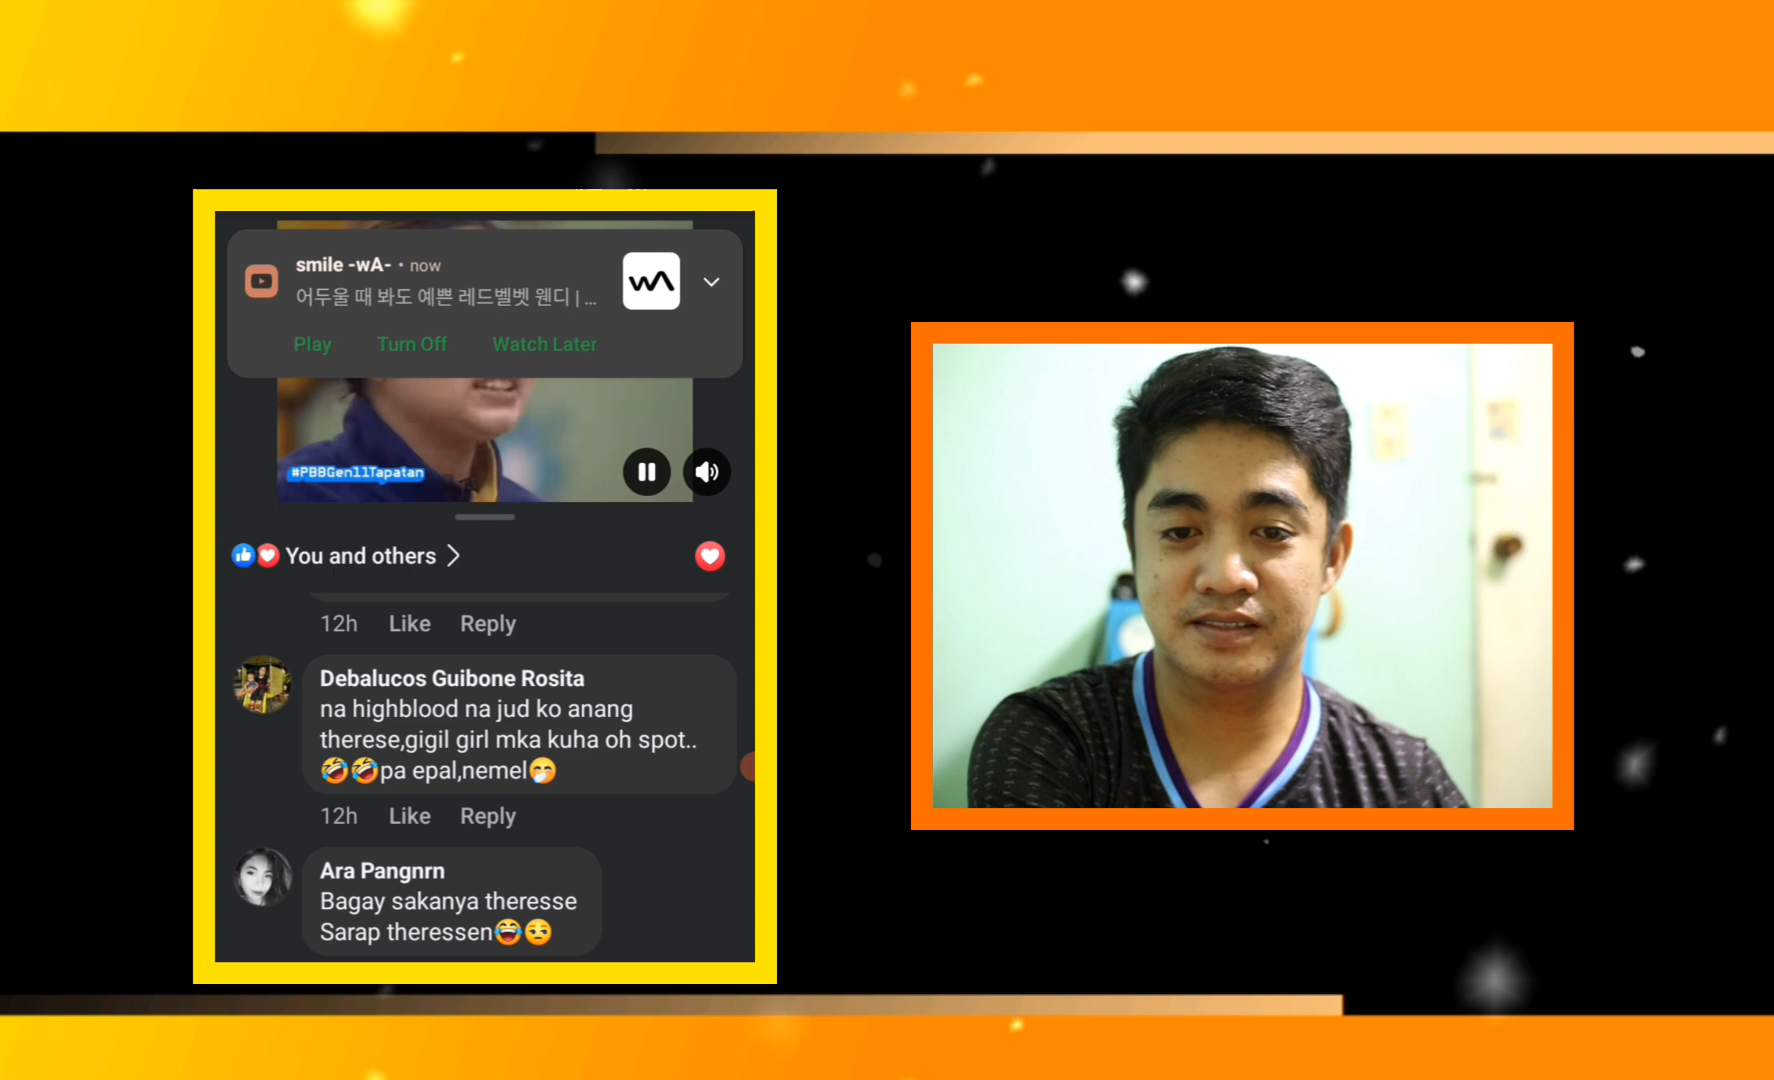 smile -wA- • now
어두울 때 봐도 예쁜 레드벨벳 웬디 | ...
wA
Play Turn Off Watch Later
#PBBGen11Tapatan
You and others
12h Like Reply
Debalucos Guibone Rosita
na highblood na jud ko anang
therese,gigil girl mka kuha oh spot..
🤣🤣pa epal,nemel🤭
12h Like Reply
Ara Pangnrn
Bagay sakanya theresse
Sarap theressen😂😒